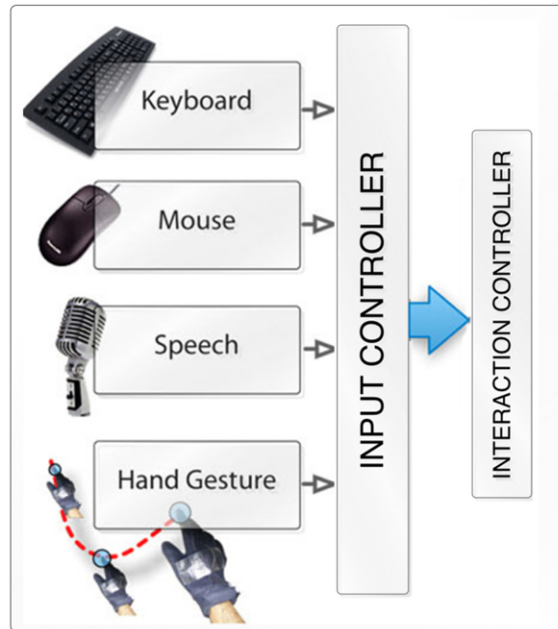 Keyboard
Mouse
Speech
Hand Gesture
INPUT CONTROLLER
INTERACTION CONTROLLER